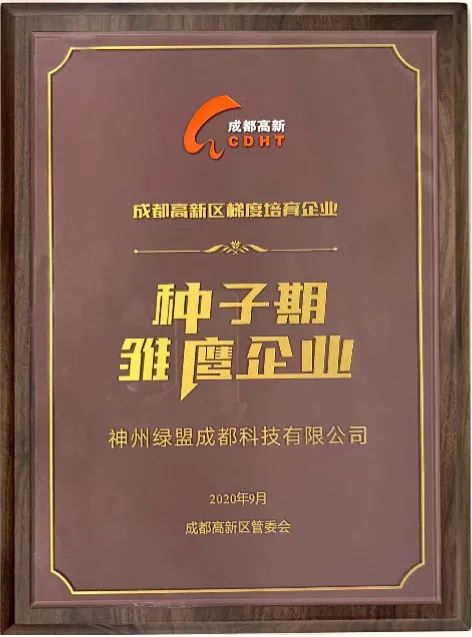 成都高新
CDHT
成都高新区梯度培育企业
种子期
雏鹰企业
神州绿盟成都科技有限公司
2020年9月
成都高新区管委会